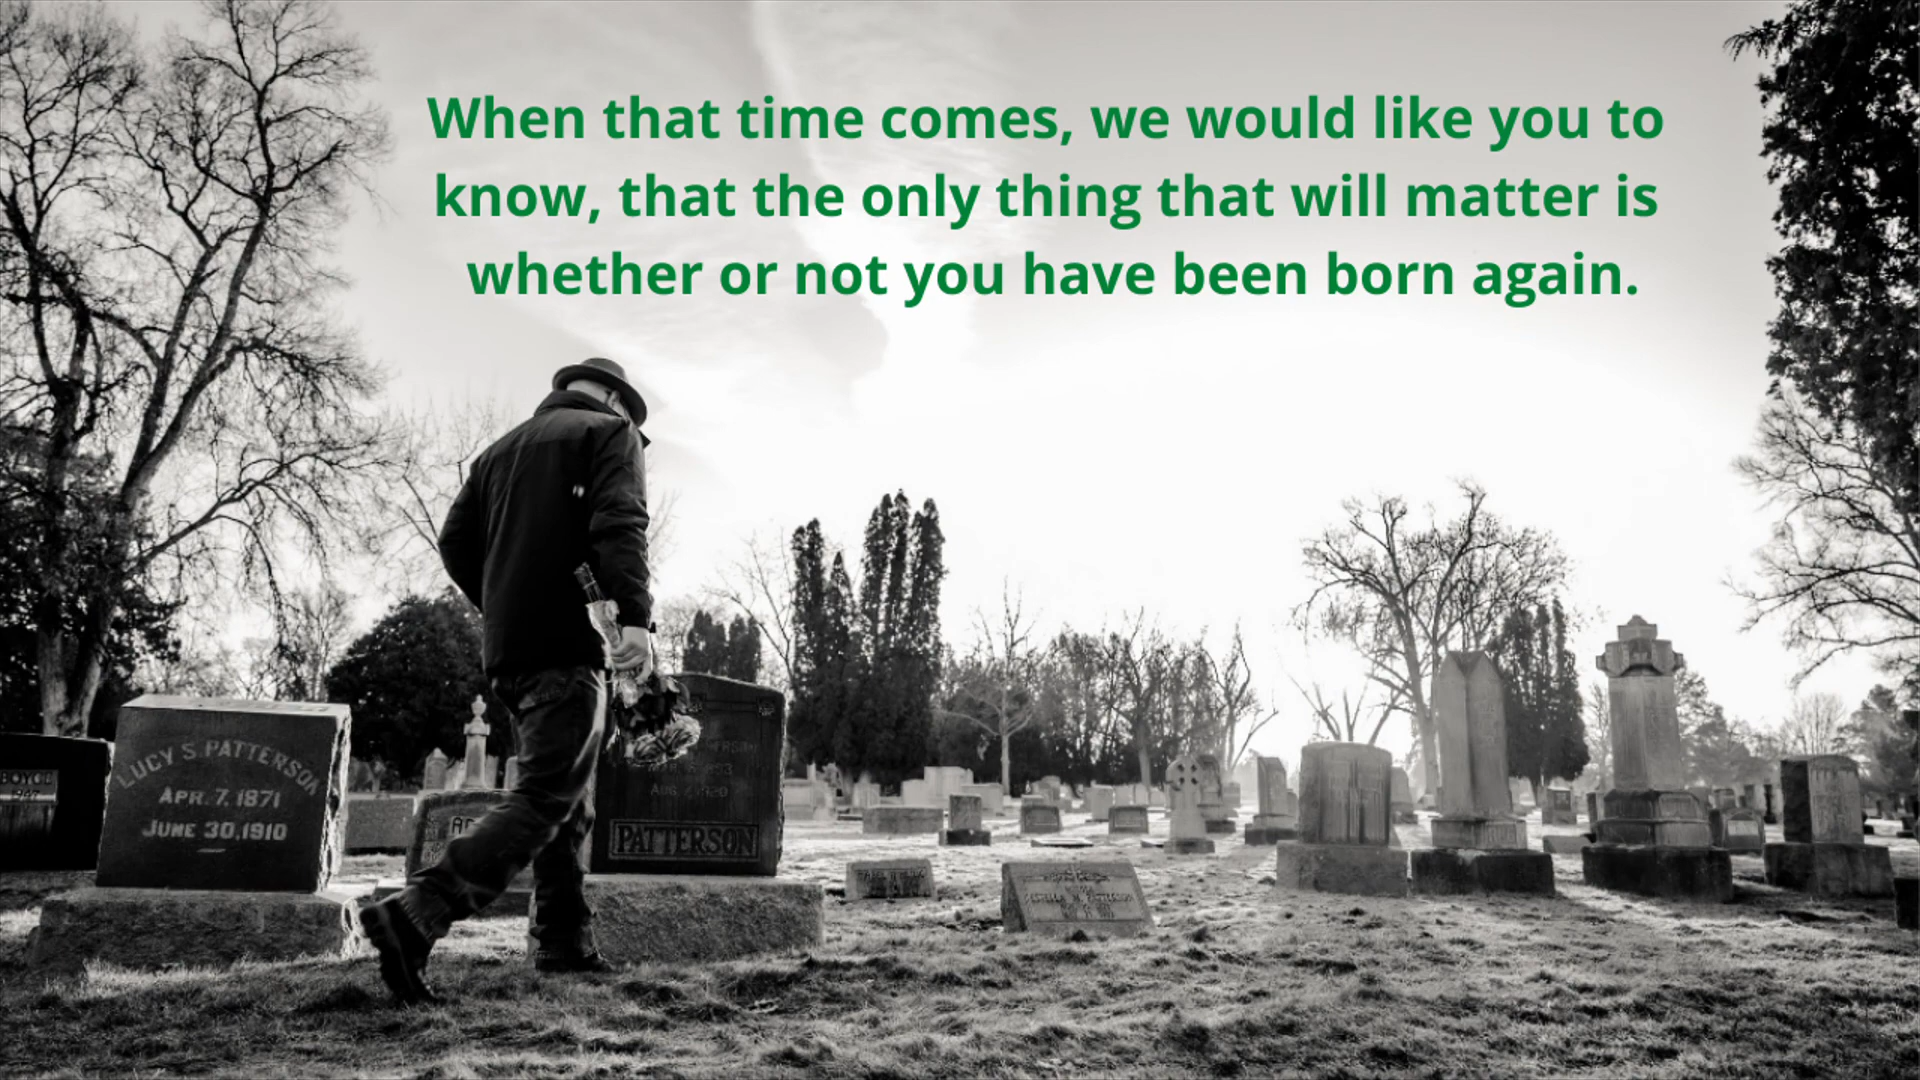 When that time comes, we would like you to
know, that the only thing that will matter is
whether or not you have been born again.
LUCY S. PATTERSON
APR. 7, 1871
JUNE 30, 1910
PATTERSON